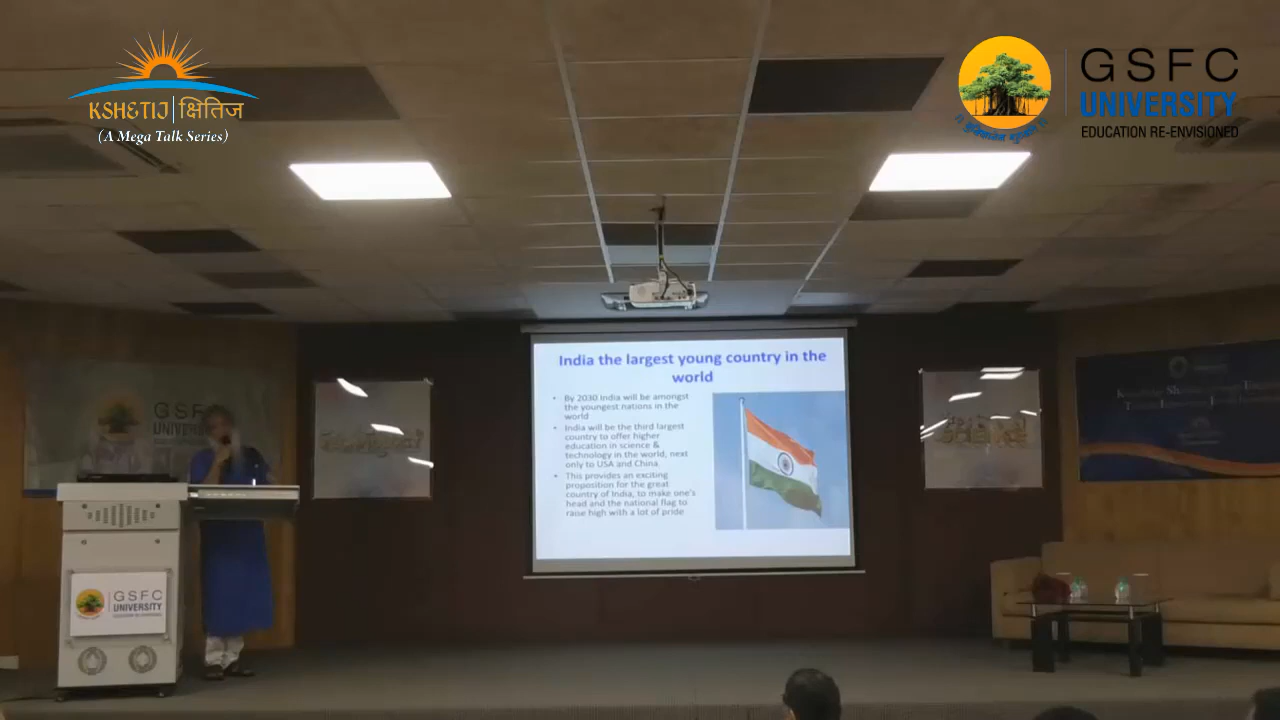 KSHITIJ | क्षितिज
(A Mega Talk Series)
GSFC
UNIVERSITY
EDUCATION RE-ENVISIONED
India the largest young country in the
world
• By 2030 India will be amongst
the youngest nations in the
world
• India will be the third largest
country to offer higher
education in science &
technology in the world, next
only to USA and China
• This provides an exciting
proposition for the great
country of India, to make one's
head and the national flag to
raise high with a lot of pride
GSFC
GSFC
UNIVERSITY